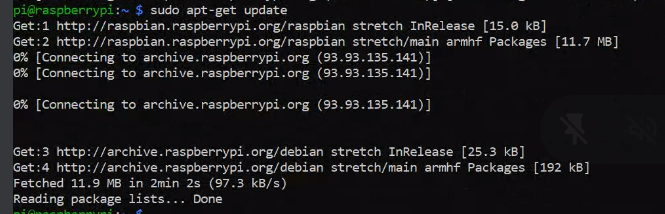 pi@raspberrypi:~ $ sudo apt-get update
Get:1 http://raspbian.raspberrypi.org/raspbian stretch InRelease [15.0 kB]
Get:2 http://raspbian.raspberrypi.org/raspbian stretch/main armhf Packages [11.7 MB]
0% [Connecting to archive.raspberrypi.org (93.93.135.141)]
0% [Connecting to archive.raspberrypi.org (93.93.135.141)]
0% [Connecting to archive.raspberrypi.org (93.93.135.141)]
Get:3 http://archive.raspberrypi.org/debian stretch InRelease [25.3 kB]
Get:4 http://archive.raspberrypi.org/debian stretch/main armhf Packages [192 kB]
Fetched 11.9 MB in 2min 2s (97.3 kB/s)
Reading package lists... Done
pi@raspberrypi:~ $